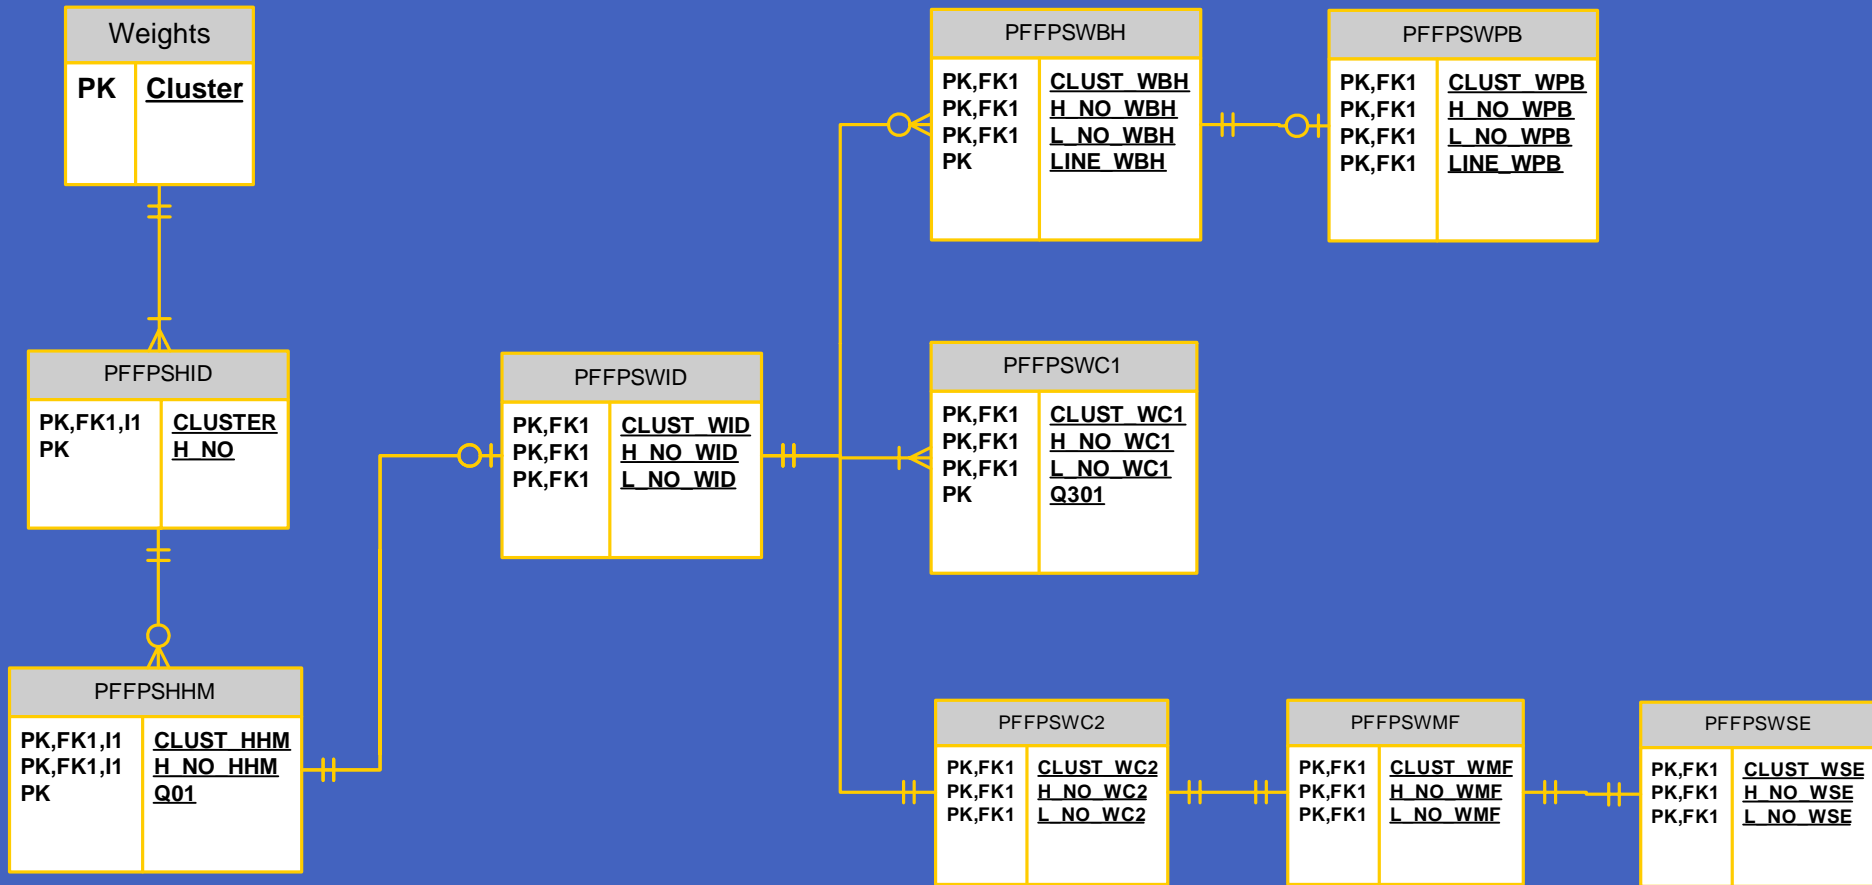 Weights
PK Cluster
PFFPSHID
PK,FK1,I1 CLUSTER
PK H_NO
PFFPSHHM
PK,FK1,I1 CLUST_HHM
PK,FK1,I1 H_NO_HHM
PK Q01
PFFPSWID
PK,FK1 CLUST_WID
PK,FK1 H_NO_WID
PK,FK1 L_NO_WID
PFFPSWBH
PK,FK1 CLUST_WBH
PK,FK1 H_NO_WBH
PK,FK1 L_NO_WBH
PK LINE_WBH
PFFPSWPB
PK,FK1 CLUST_WPB
PK,FK1 H_NO_WPB
PK,FK1 L_NO_WPB
PK,FK1 LINE_WPB
PFFPSWC1
PK,FK1 CLUST_WC1
PK,FK1 H_NO_WC1
PK,FK1 L_NO_WC1
PK Q301
PFFPSWC2
PK,FK1 CLUST_WC2
PK,FK1 H_NO_WC2
PK,FK1 L_NO_WC2
PFFPSWMF
PK,FK1 CLUST_WMF
PK,FK1 H_NO_WMF
PK,FK1 L_NO_WMF
PFFPSWSE
PK,FK1 CLUST_WSE
PK,FK1 H_NO_WSE
PK,FK1 L_NO_WSE